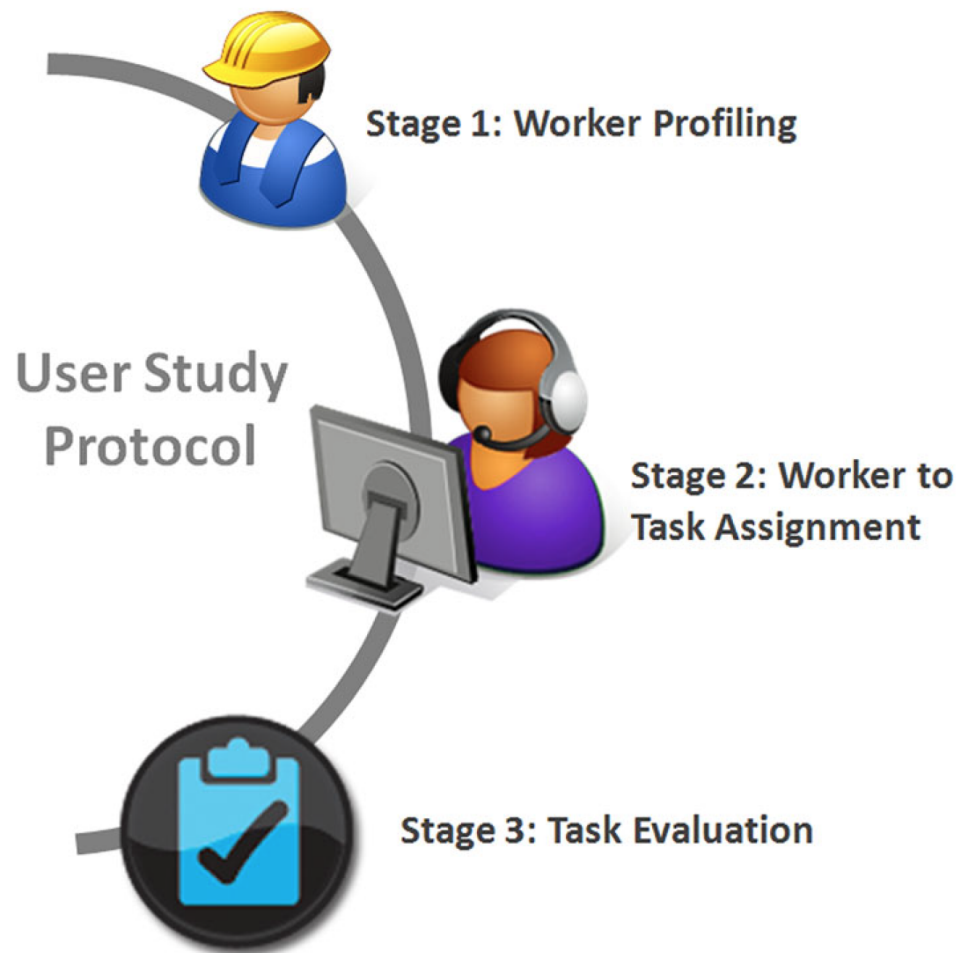 Stage 1: Worker Profiling
User Study
Protocol
Stage 2: Worker to
Task Assignment
Stage 3: Task Evaluation